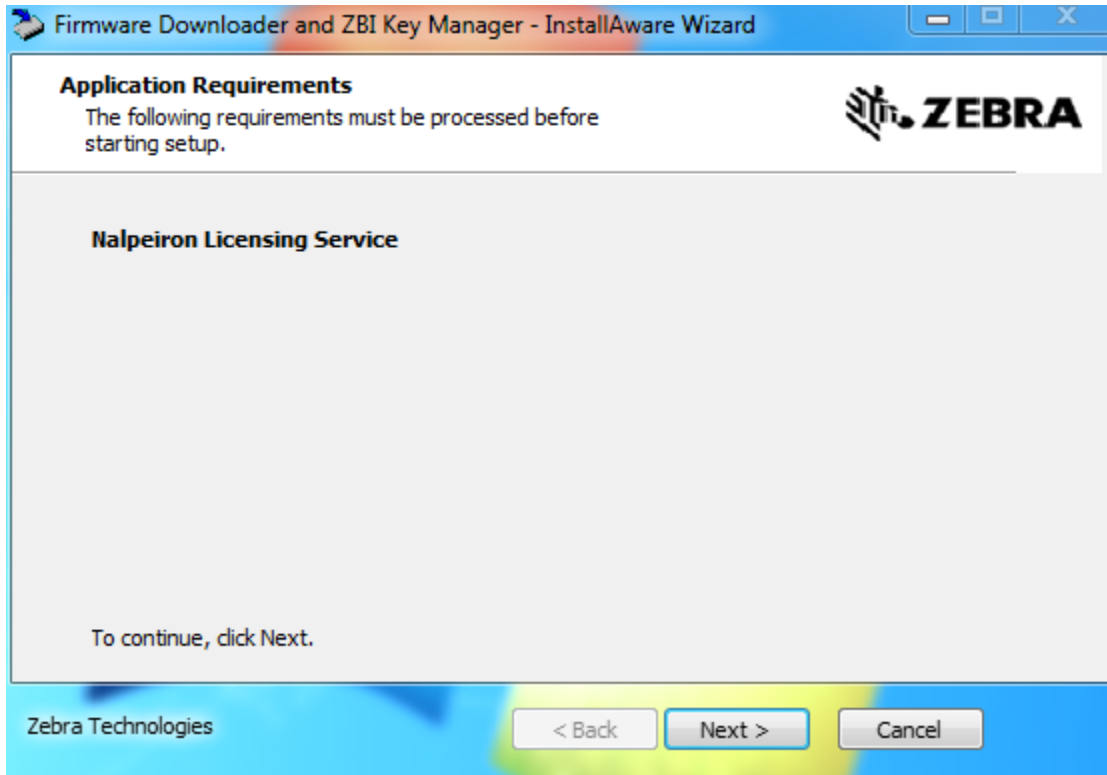 Firmware Downloader and ZBI Key Manager - InstallAware Wizard
Application Requirements
The following requirements must be processed before
starting setup.
ZEBRA
Nalpeiron Licensing Service
To continue, click Next.
Zebra Technologies
< Back
Next >
Cancel